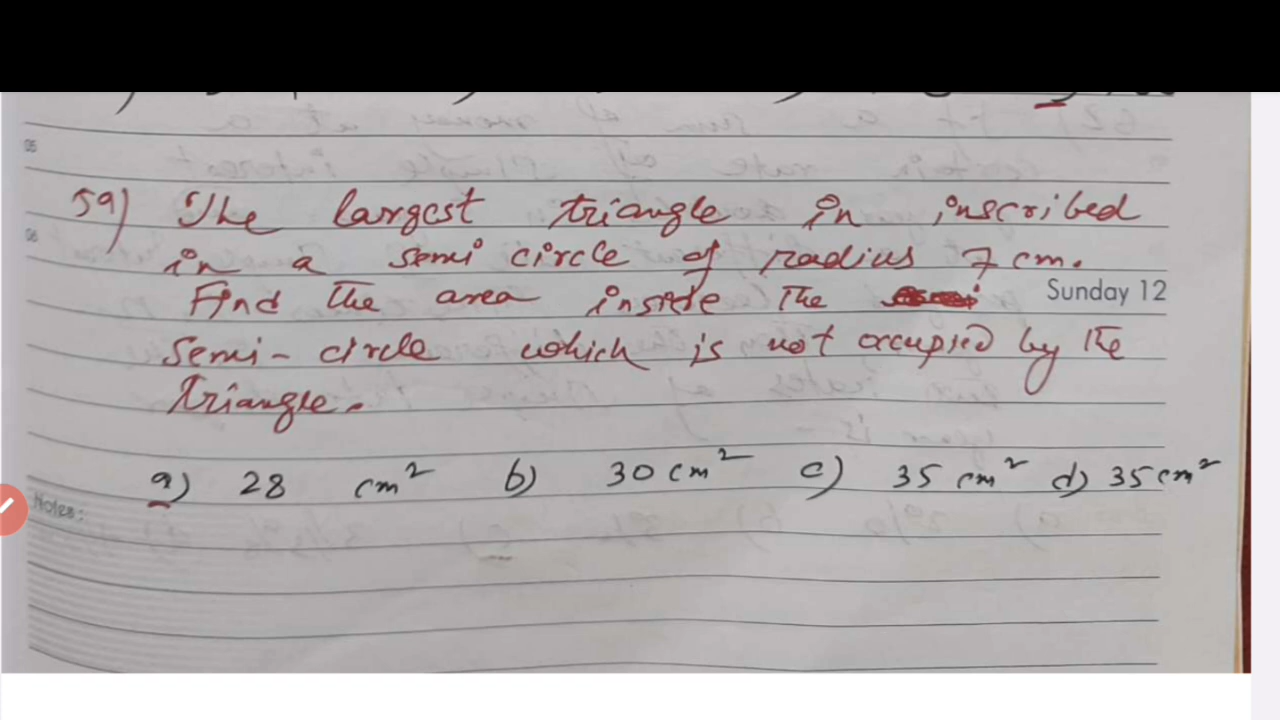 05
59) The largest triangle in inscribed
06
in a semi circle of radius 7 cm.
Find the area inside the
Sunday 12
semi-circle which is not occupied by the
triangle.
a) 28 cm² b) 30 cm² c) 35 cm² d) 35 cm²
Notes: